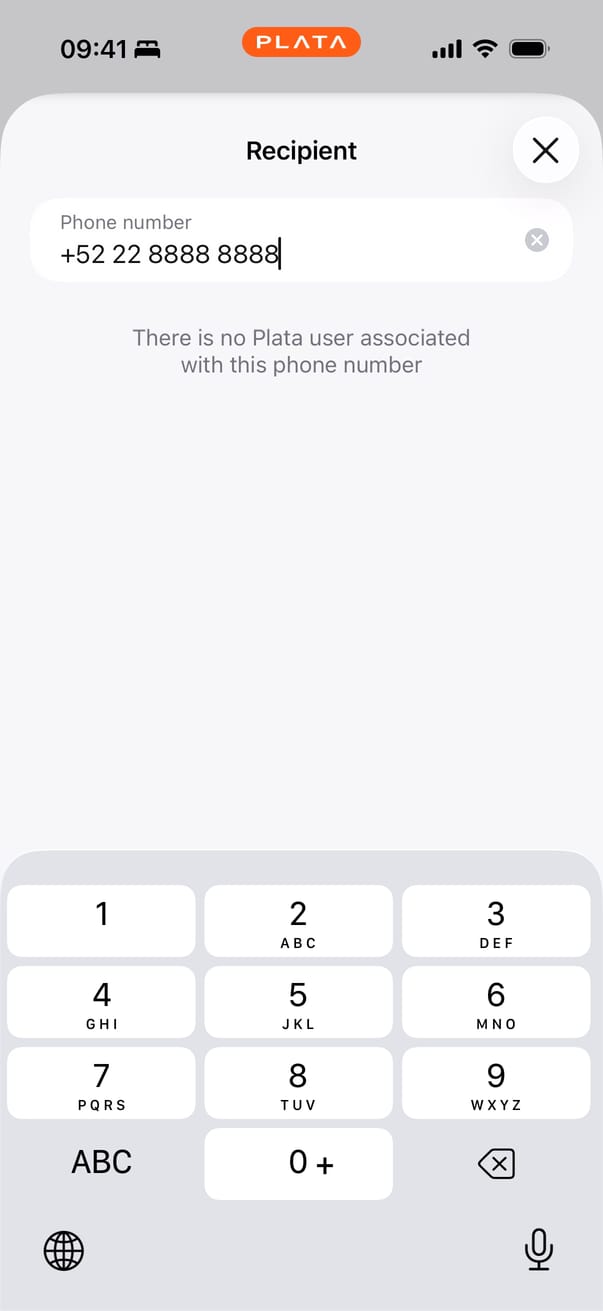 09:41
PLATA
Recipient
Phone number
+52 22 8888 8888
There is no Plata user associated
with this phone number
1
2
ABC
3
DEF
4
GHI
5
JKL
6
MNO
7
PQRS
8
TUV
9
WXYZ
ABC
0 +